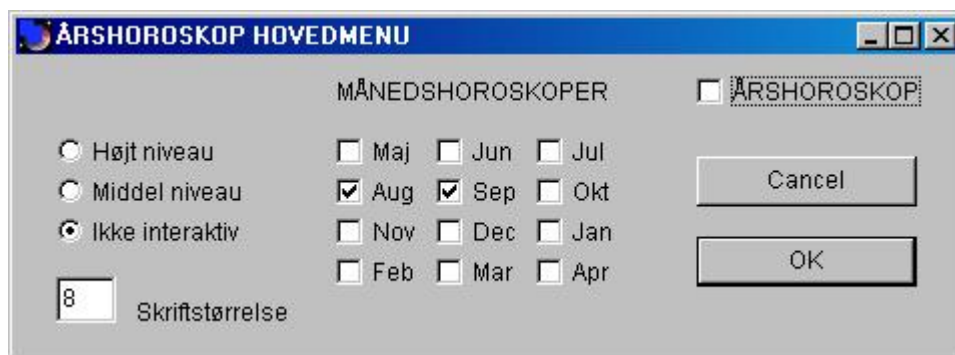 ÅRSHOROSKOP HOVEDMENU
MÅNEDSHOROSKOPER
ÅRSHOROSKOP
Højt niveau
Middel niveau
Ikke interaktiv
8 Skriftstørrelse
Maj Jun Jul
Aug Sep Okt
Nov Dec Jan
Feb Mar Apr
Cancel
OK